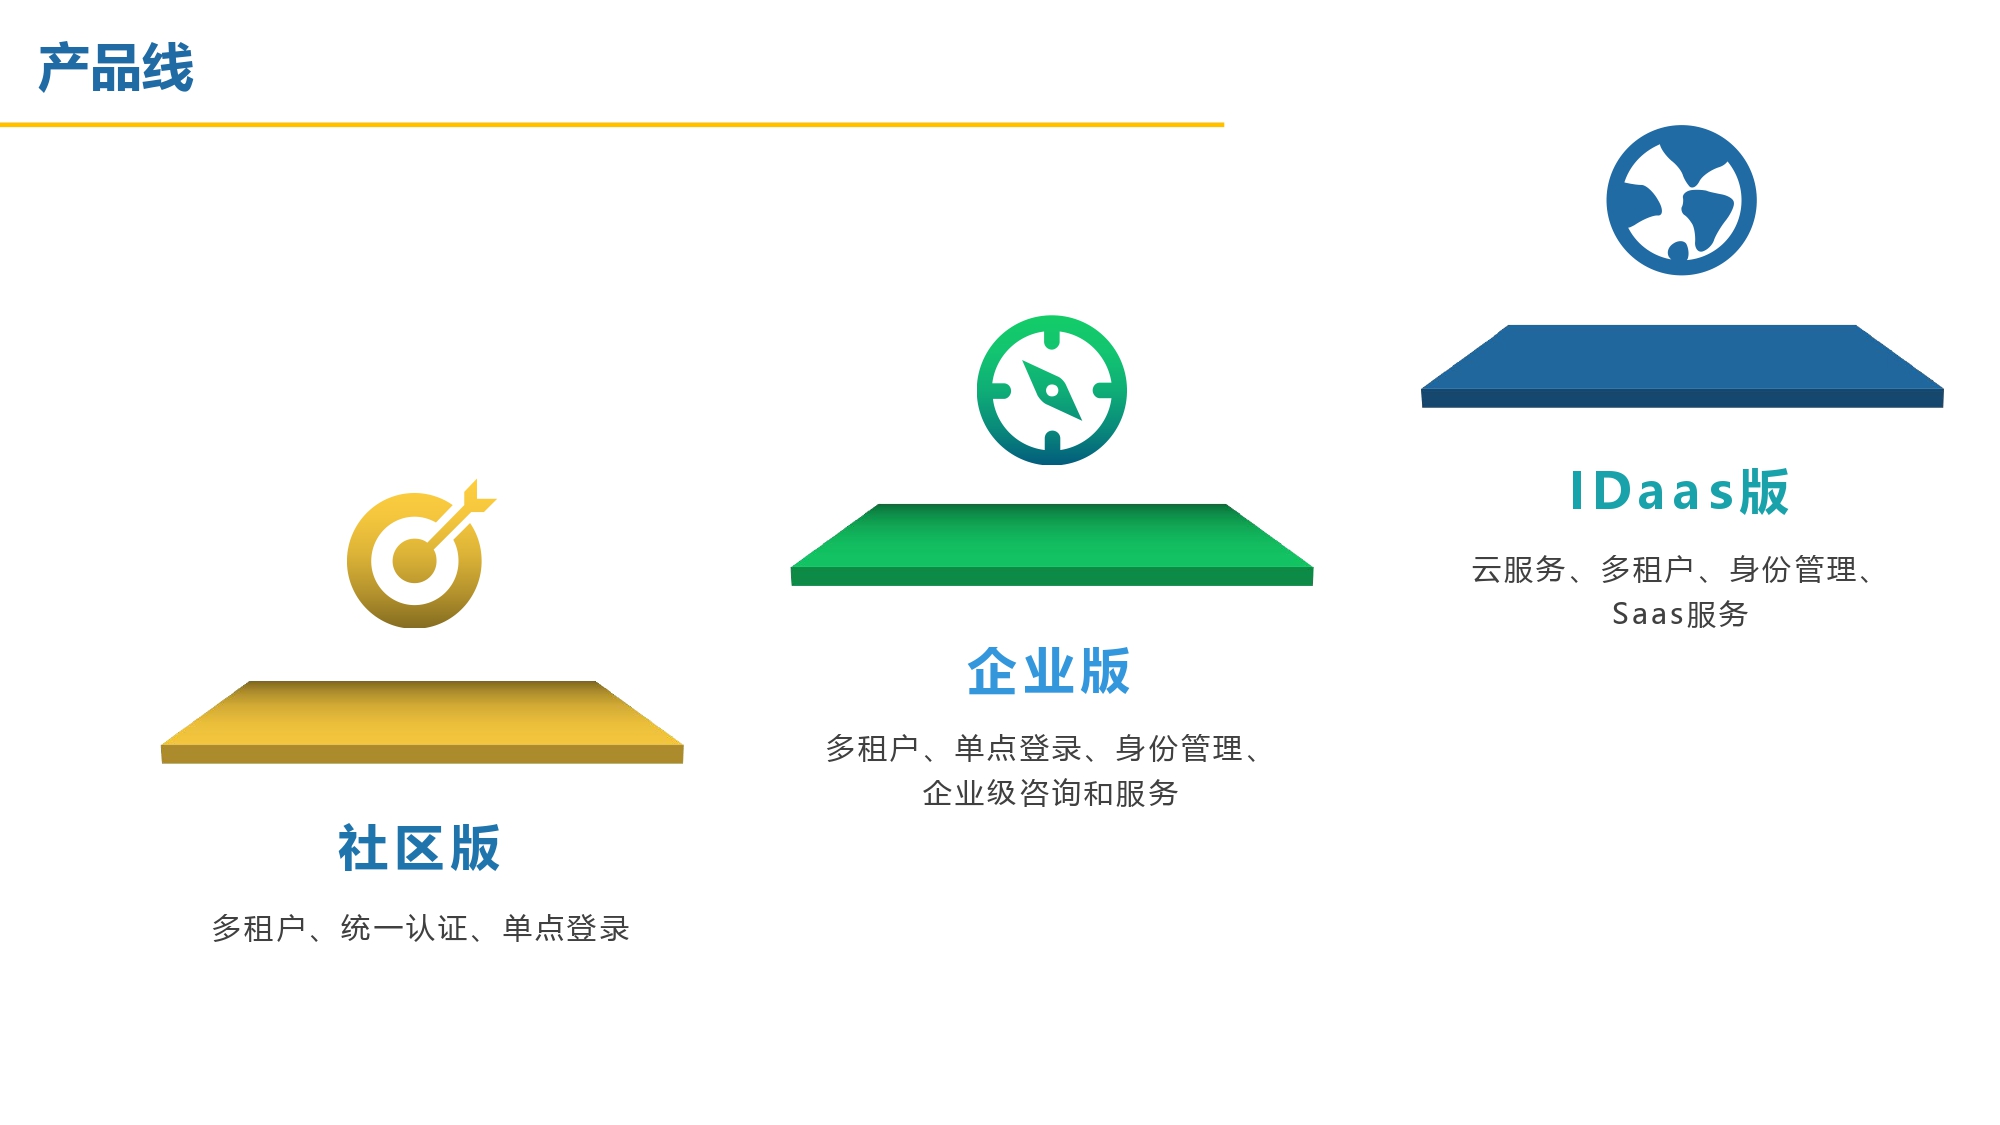 产品线
社区版
多租户、统一认证、单点登录
企业版
多租户、单点登录、身份管理、
企业级咨询和服务
IDaas版
云服务、多租户、身份管理、
Saas服务